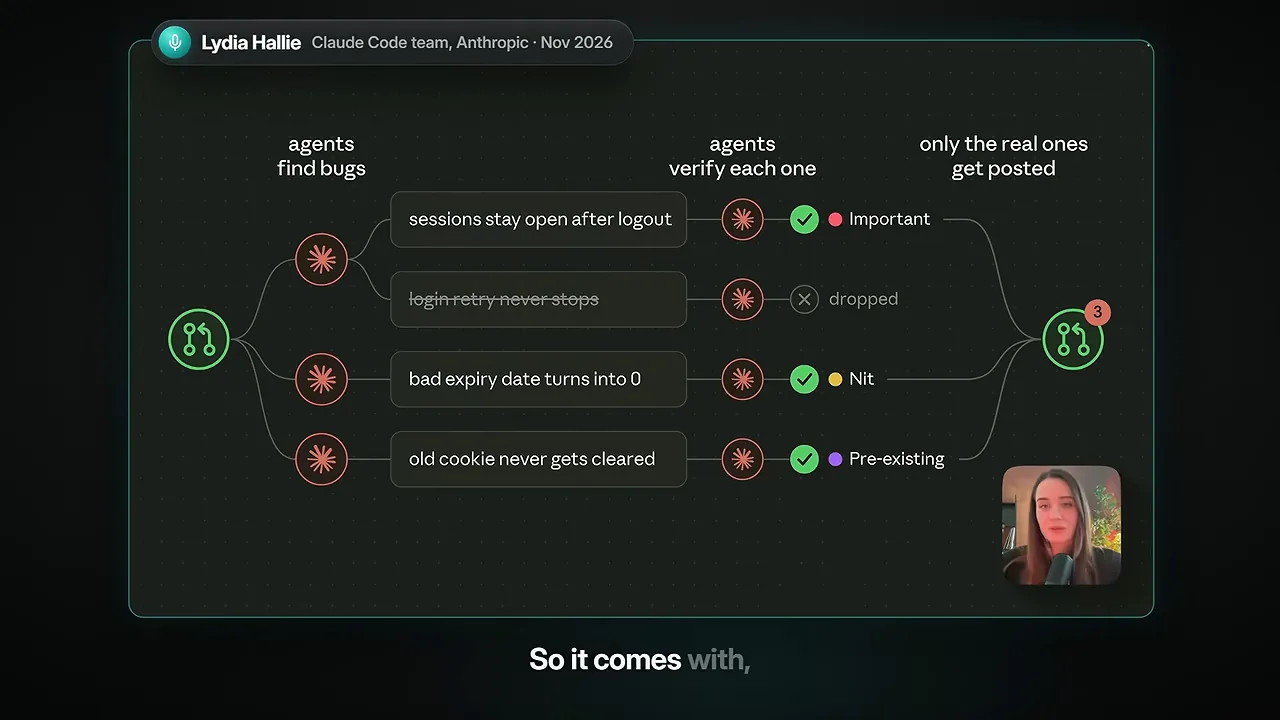 Lydia Hallie Claude Code team, Anthropic · Nov 2026
agents
find bugs
agents
verify each one
only the real ones
get posted
sessions stay open after logout
Important
login retry never stops
dropped
3
bad expiry date turns into 0
Nit
old cookie never gets cleared
Pre-existing
So it comes with,